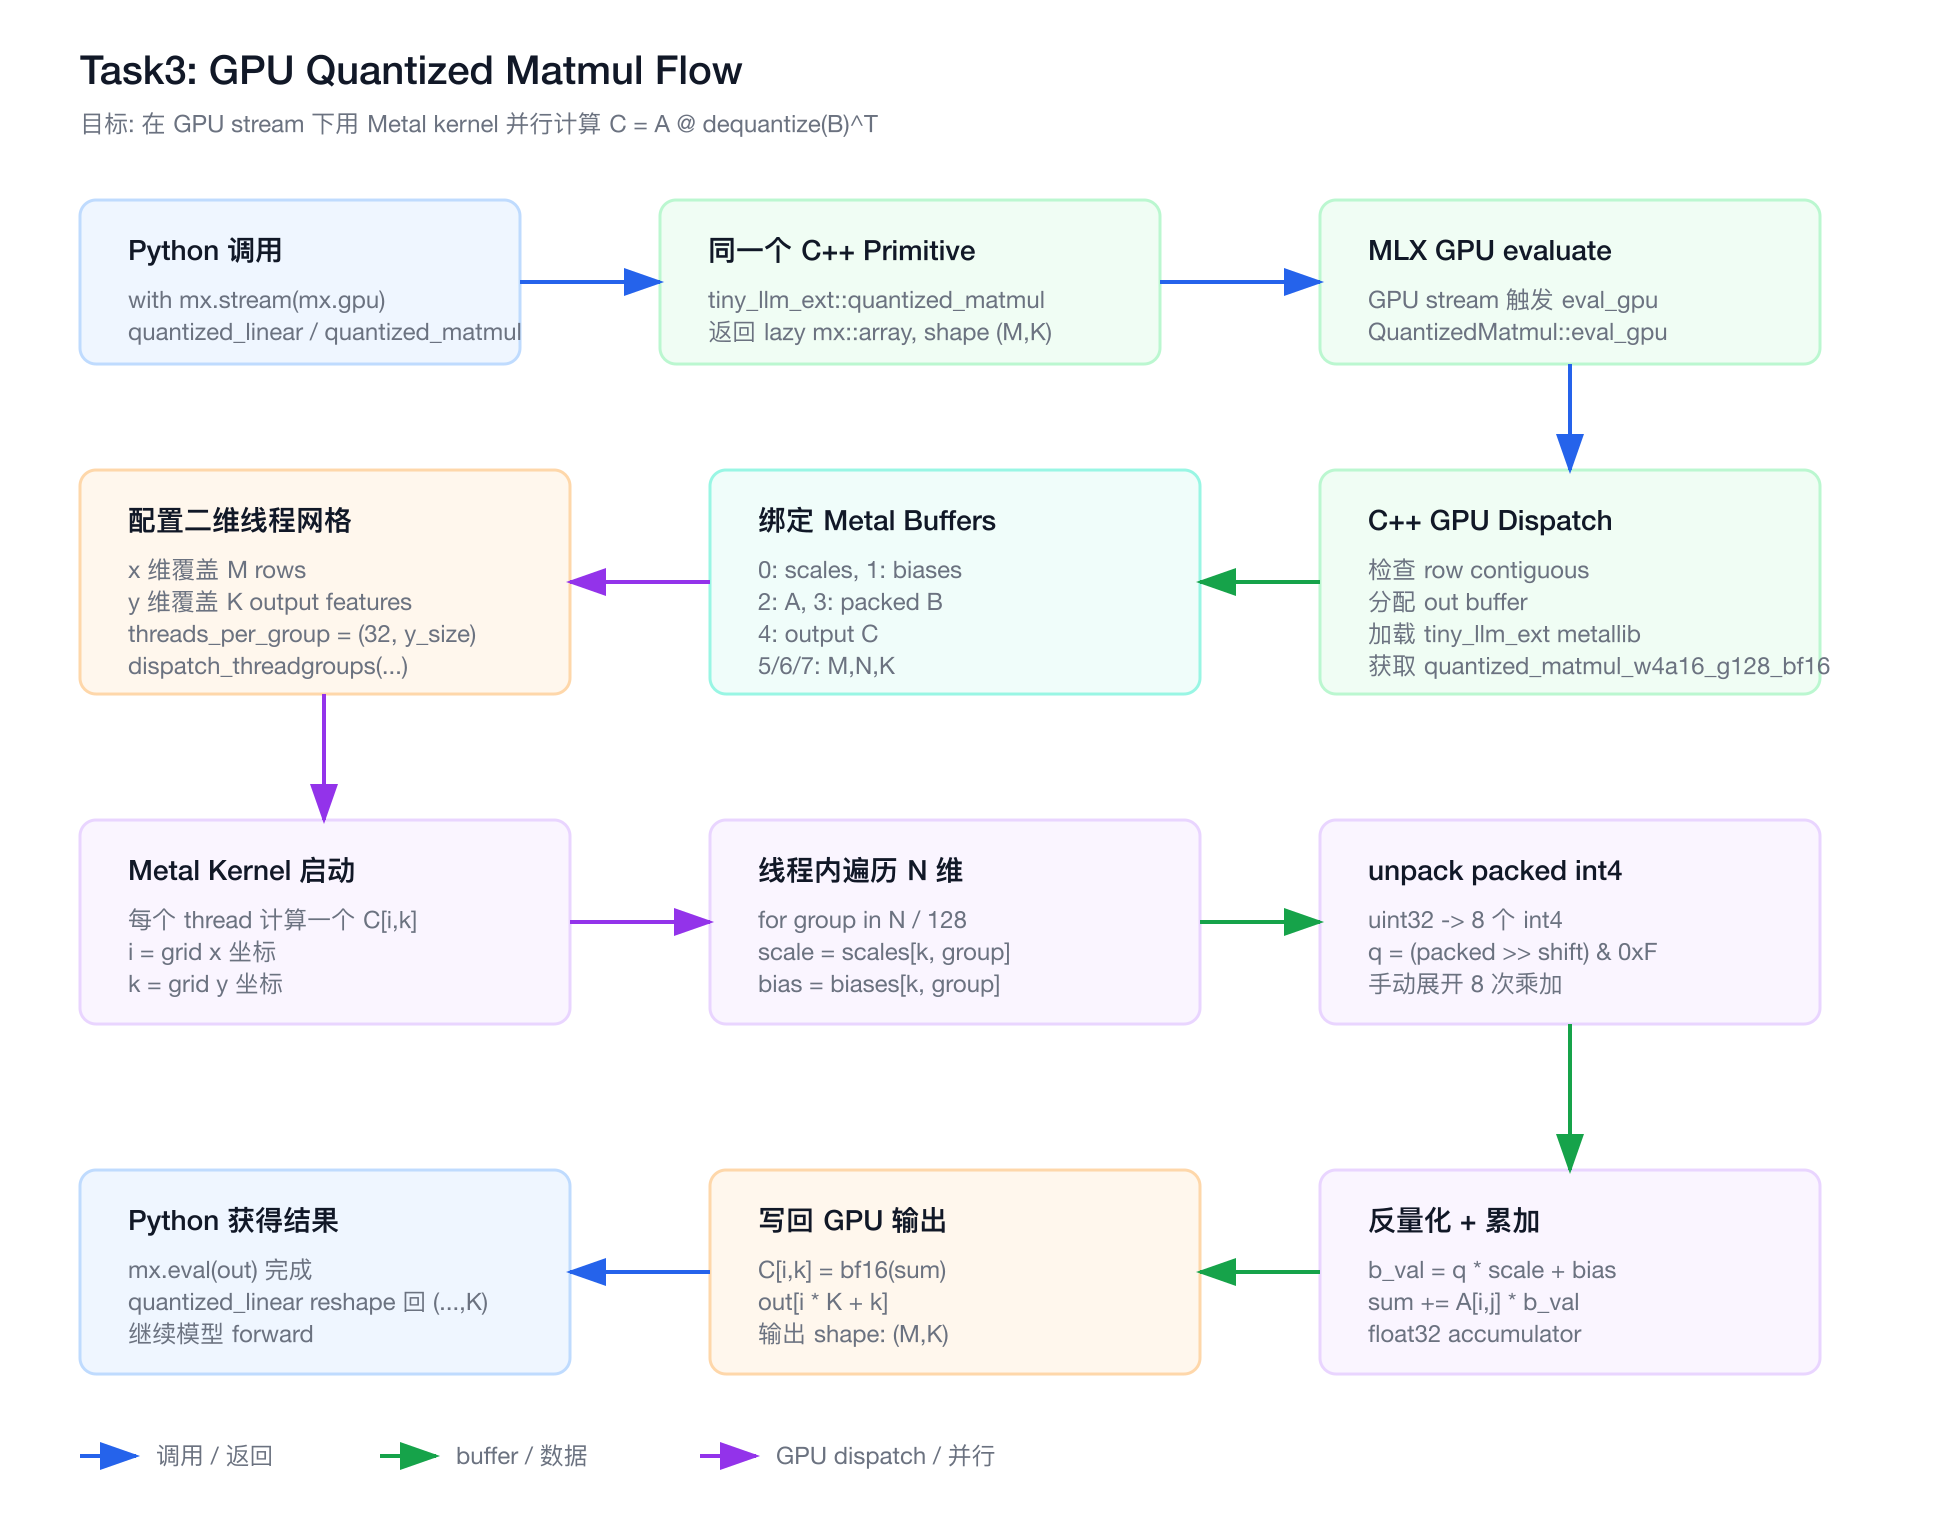 Task3: GPU Quantized Matmul Flow
目标: 在 GPU stream 下用 Metal kernel 并行计算 C = A @ dequantize(B)^T
Python 调用
with mx.stream(mx.gpu)
quantized_linear / quantized_matmul
同一个 C++ Primitive
tiny_llm_ext::quantized_matmul
返回 lazy mx::array, shape (M,K)
MLX GPU evaluate
GPU stream 触发 eval_gpu
QuantizedMatmul::eval_gpu
配置二维线程网格
x 维覆盖 M rows
y 维覆盖 K output features
threads_per_group = (32, y_size)
dispatch_threadgroups(...)
绑定 Metal Buffers
0: scales, 1: biases
2: A, 3: packed B
4: output C
5/6/7: M,N,K
C++ GPU Dispatch
检查 row contiguous
分配 out buffer
加载 tiny_llm_ext metallib
获取 quantized_matmul_w4a16_g128_bf16
Metal Kernel 启动
每个 thread 计算一个 C[i,k]
i = grid x 坐标
k = grid y 坐标
线程内遍历 N 维
for group in N / 128
scale = scales[k, group]
bias = biases[k, group]
unpack packed int4
uint32 -> 8 个 int4
q = (packed >> shift) & 0xF
手动展开 8 次乘加
Python 获得结果
mx.eval(out) 完成
quantized_linear reshape 回 (...,K)
继续模型 forward
写回 GPU 输出
C[i,k] = bf16(sum)
out[i * K + k]
输出 shape: (M,K)
反量化 + 累加
b_val = q * scale + bias
sum += A[i,j] * b_val
float32 accumulator
调用 / 返回
buffer / 数据
GPU dispatch / 并行